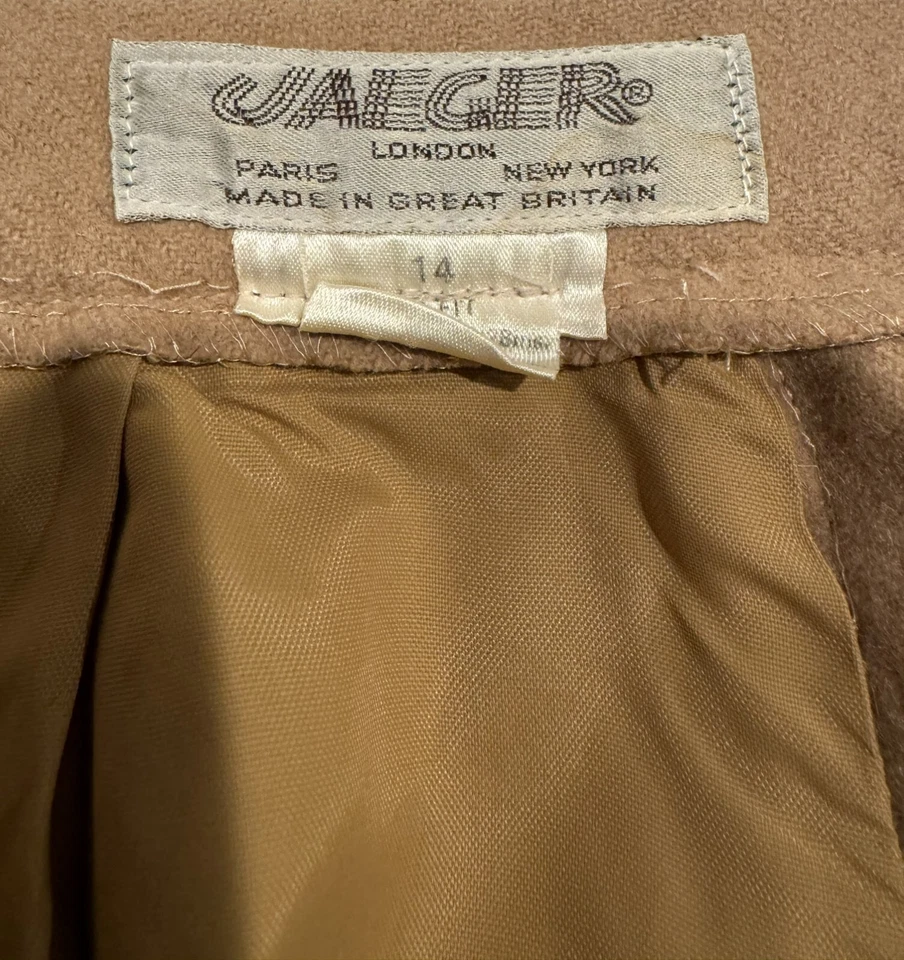 JAEGER®
LONDON
PARIS NEW YORK
MADE IN GREAT BRITAIN
14